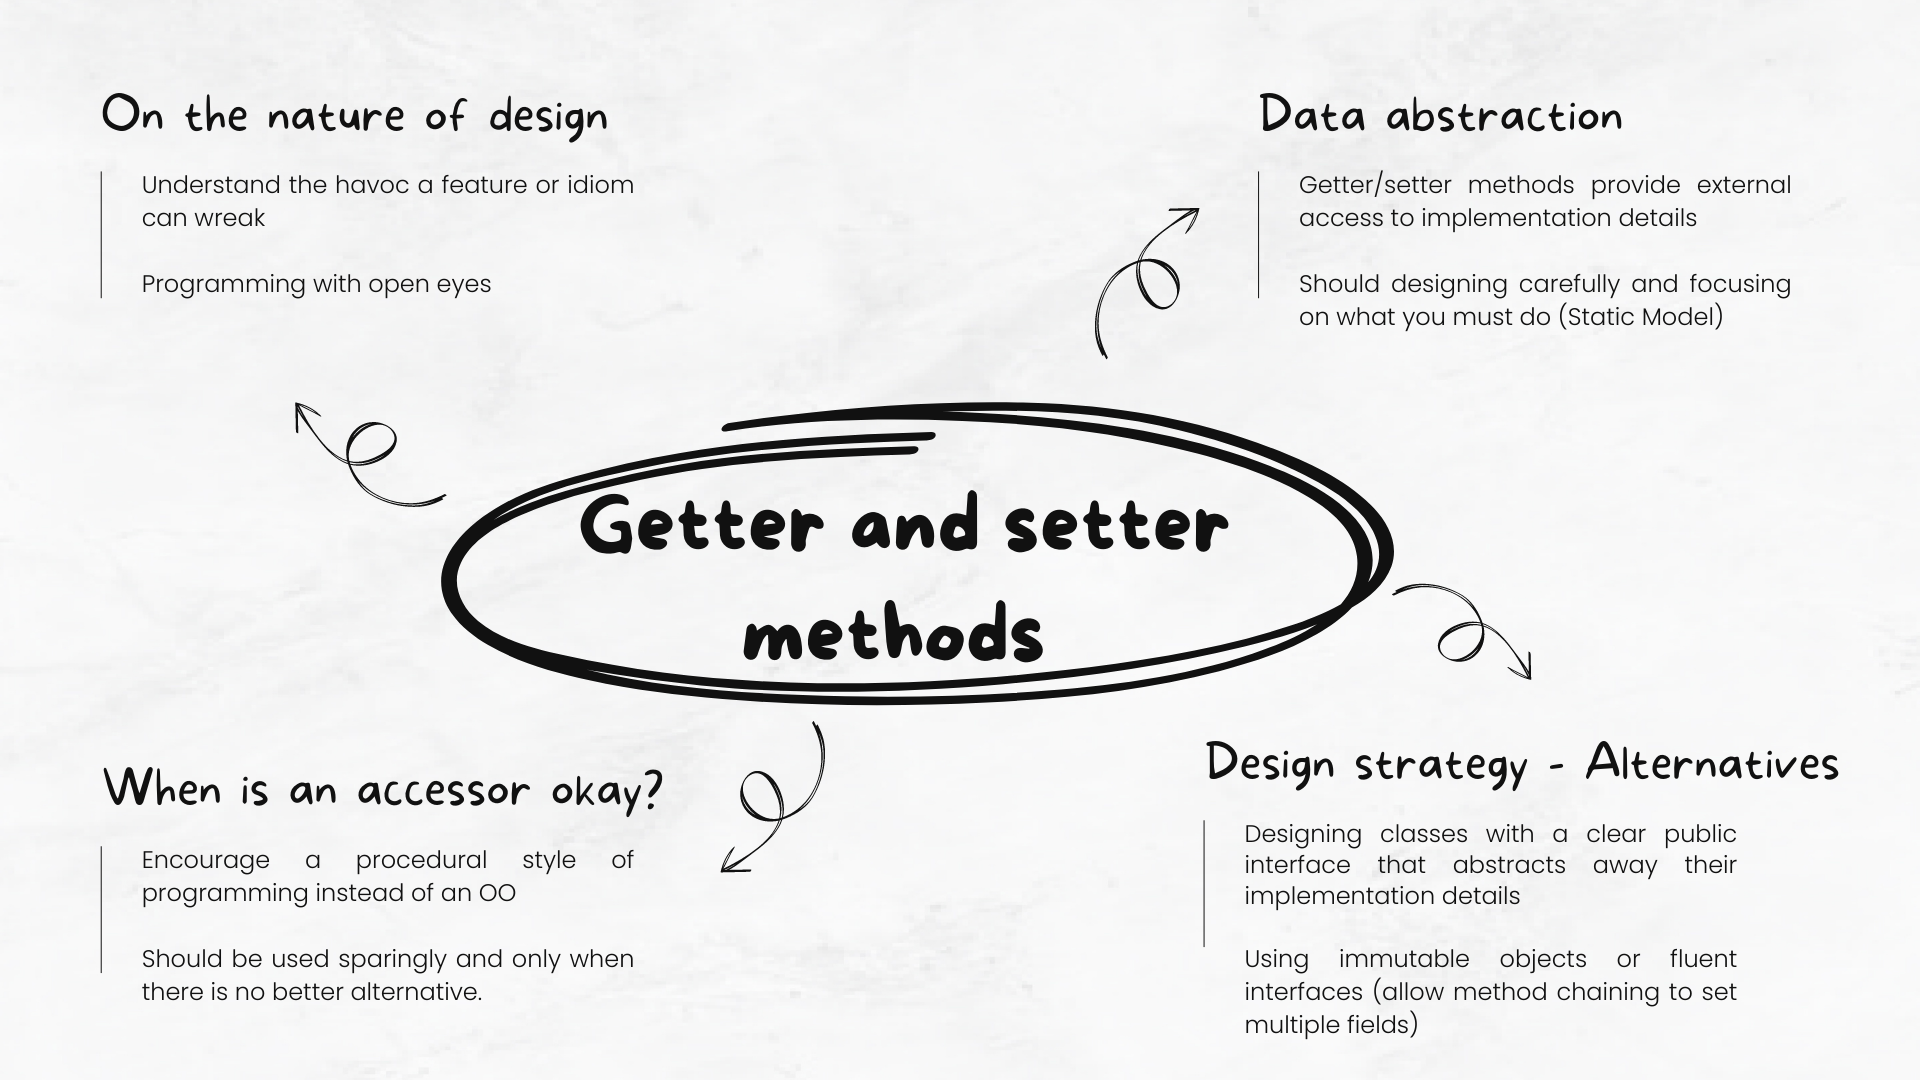 On the nature of design
Understand the havoc a feature or idiom
can wreak
Programming with open eyes
Data abstraction
Getter/setter methods provide external
access to implementation details
Should designing carefully and focusing
on what you must do (Static Model)
Getter and setter
methods
When is an accessor okay?
Encourage a procedural style of
programming instead of an OO
Should be used sparingly and only when
there is no better alternative.
Design strategy - Alternatives
Designing classes with a clear public
interface that abstracts away their
implementation details
Using immutable objects or fluent
interfaces (allow method chaining to set
multiple fields)